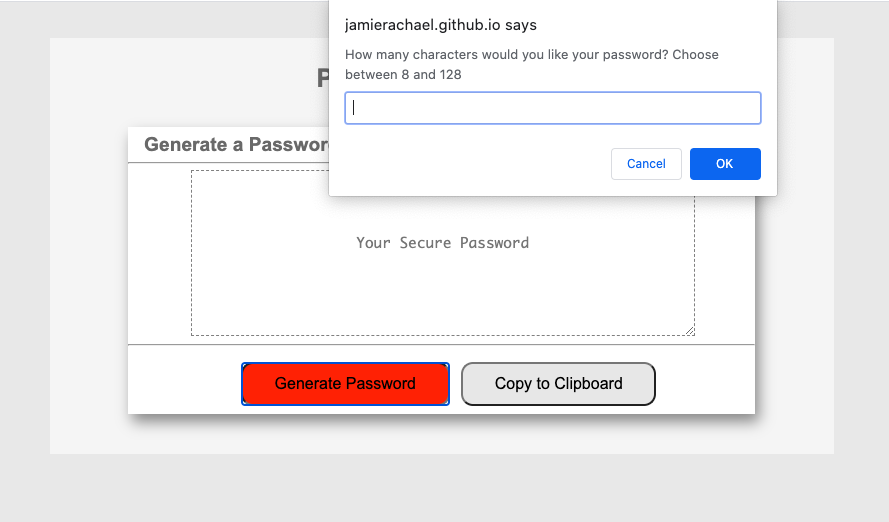 jamierachael.github.io says
How many characters would you like your password? Choose
between 8 and 128
Cancel
OK
P
Generate a Passwor
Your Secure Password
Generate Password
Copy to Clipboard